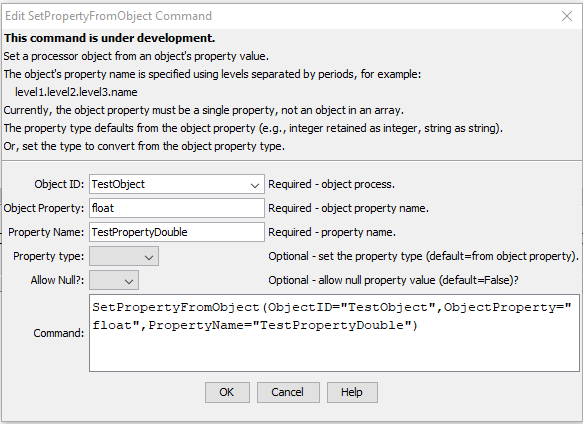 Edit SetPropertyFromObject Command
This command is under development.
Set a processor object from an object's property value.
The object's property name is specified using levels separated by periods, for example:
level1.level2.level3.name
Currently, the object property must be a single property, not an object in an array.
The property type defaults from the object property (e.g., integer retained as integer, string as string).
Or, set the type to convert from the object property type.
Object ID: TestObject Required - object process.
Object Property: float Required - object property name.
Property Name: TestPropertyDouble Required - property name.
Property type: Optional - set the property type (default=from object property).
Allow Null?: Optional - allow null property value (default=False)?
Command: SetPropertyFromObject(ObjectID="TestObject",ObjectProperty="
float",PropertyName="TestPropertyDouble")
OK Cancel Help